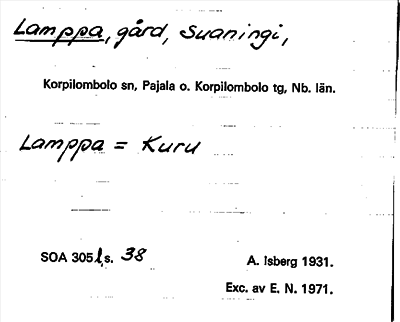 Lamppa, gård, Suaningi,
Korpilombolo sn, Pajala o. Korpilombolo tg, Nb. län.
Lamppa = Kuru
SOA 305 l, s. 38
A. Isberg 1931.
Exc. av E. N. 1971.